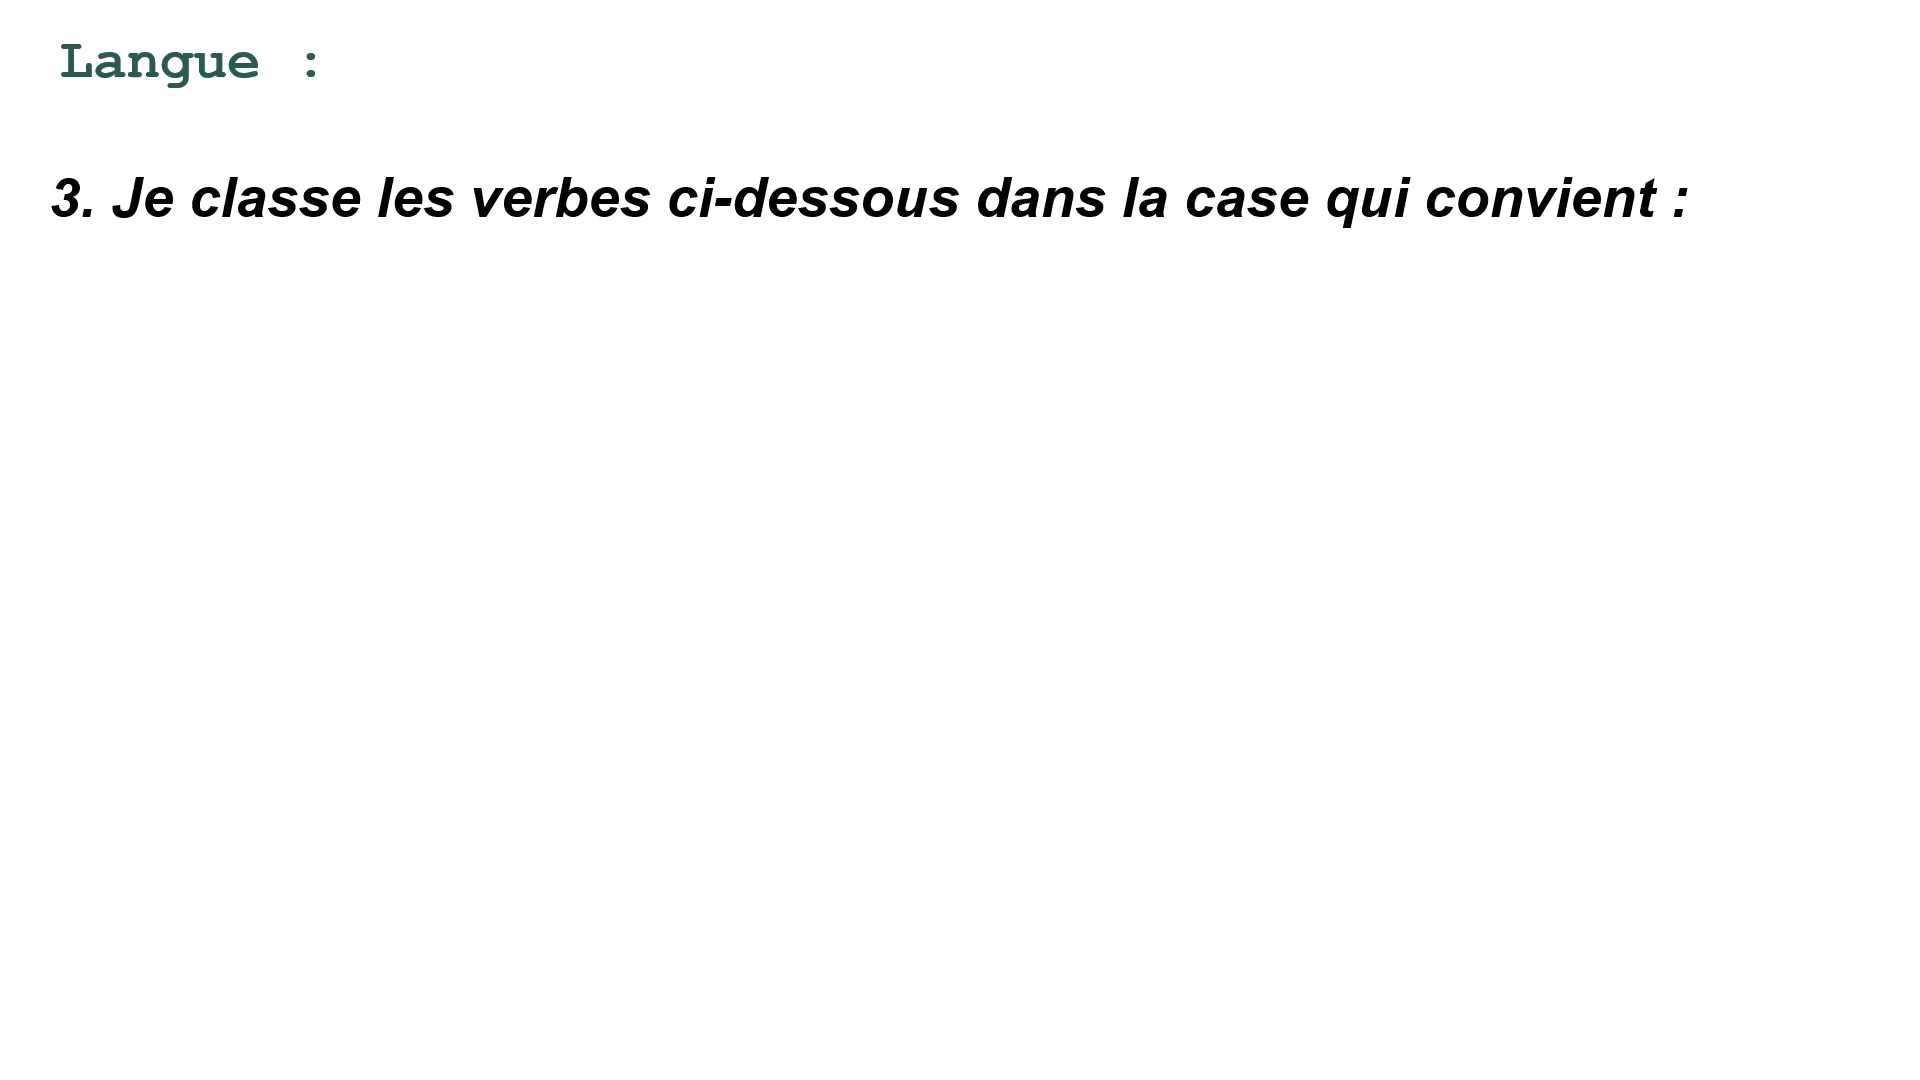 Langue :
3. Je classe les verbes ci-dessous dans la case qui convient :